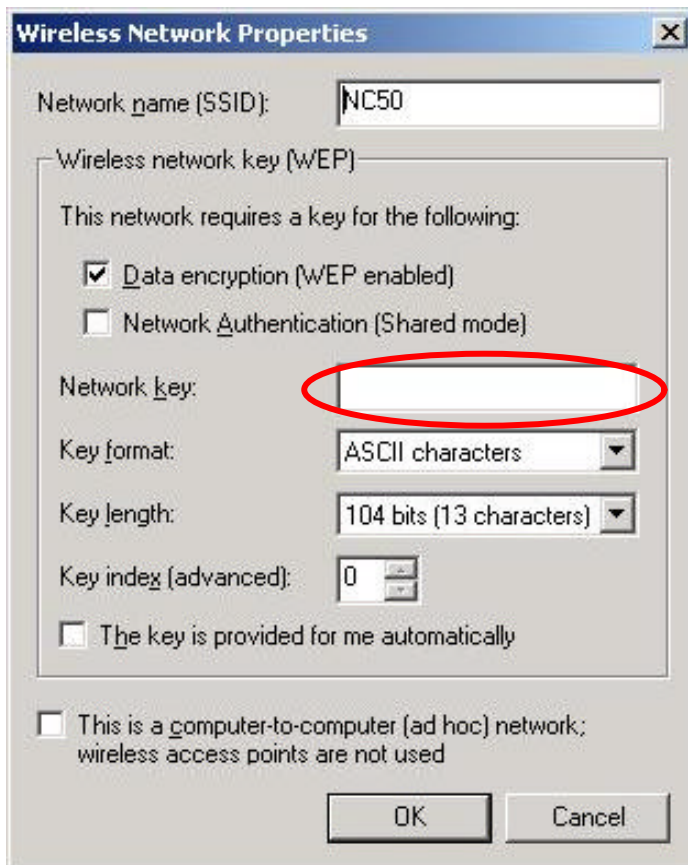 Wireless Network Properties
Network name (SSID): NC50
Wireless network key (WEP)
This network requires a key for the following:
Data encryption (WEP enabled)
Network Authentication (Shared mode)
Network key:
Key format: ASCII characters
Key length: 104 bits (13 characters)
Key index (advanced): 0
The key is provided for me automatically
This is a computer-to-computer (ad hoc) network;
wireless access points are not used
OK Cancel